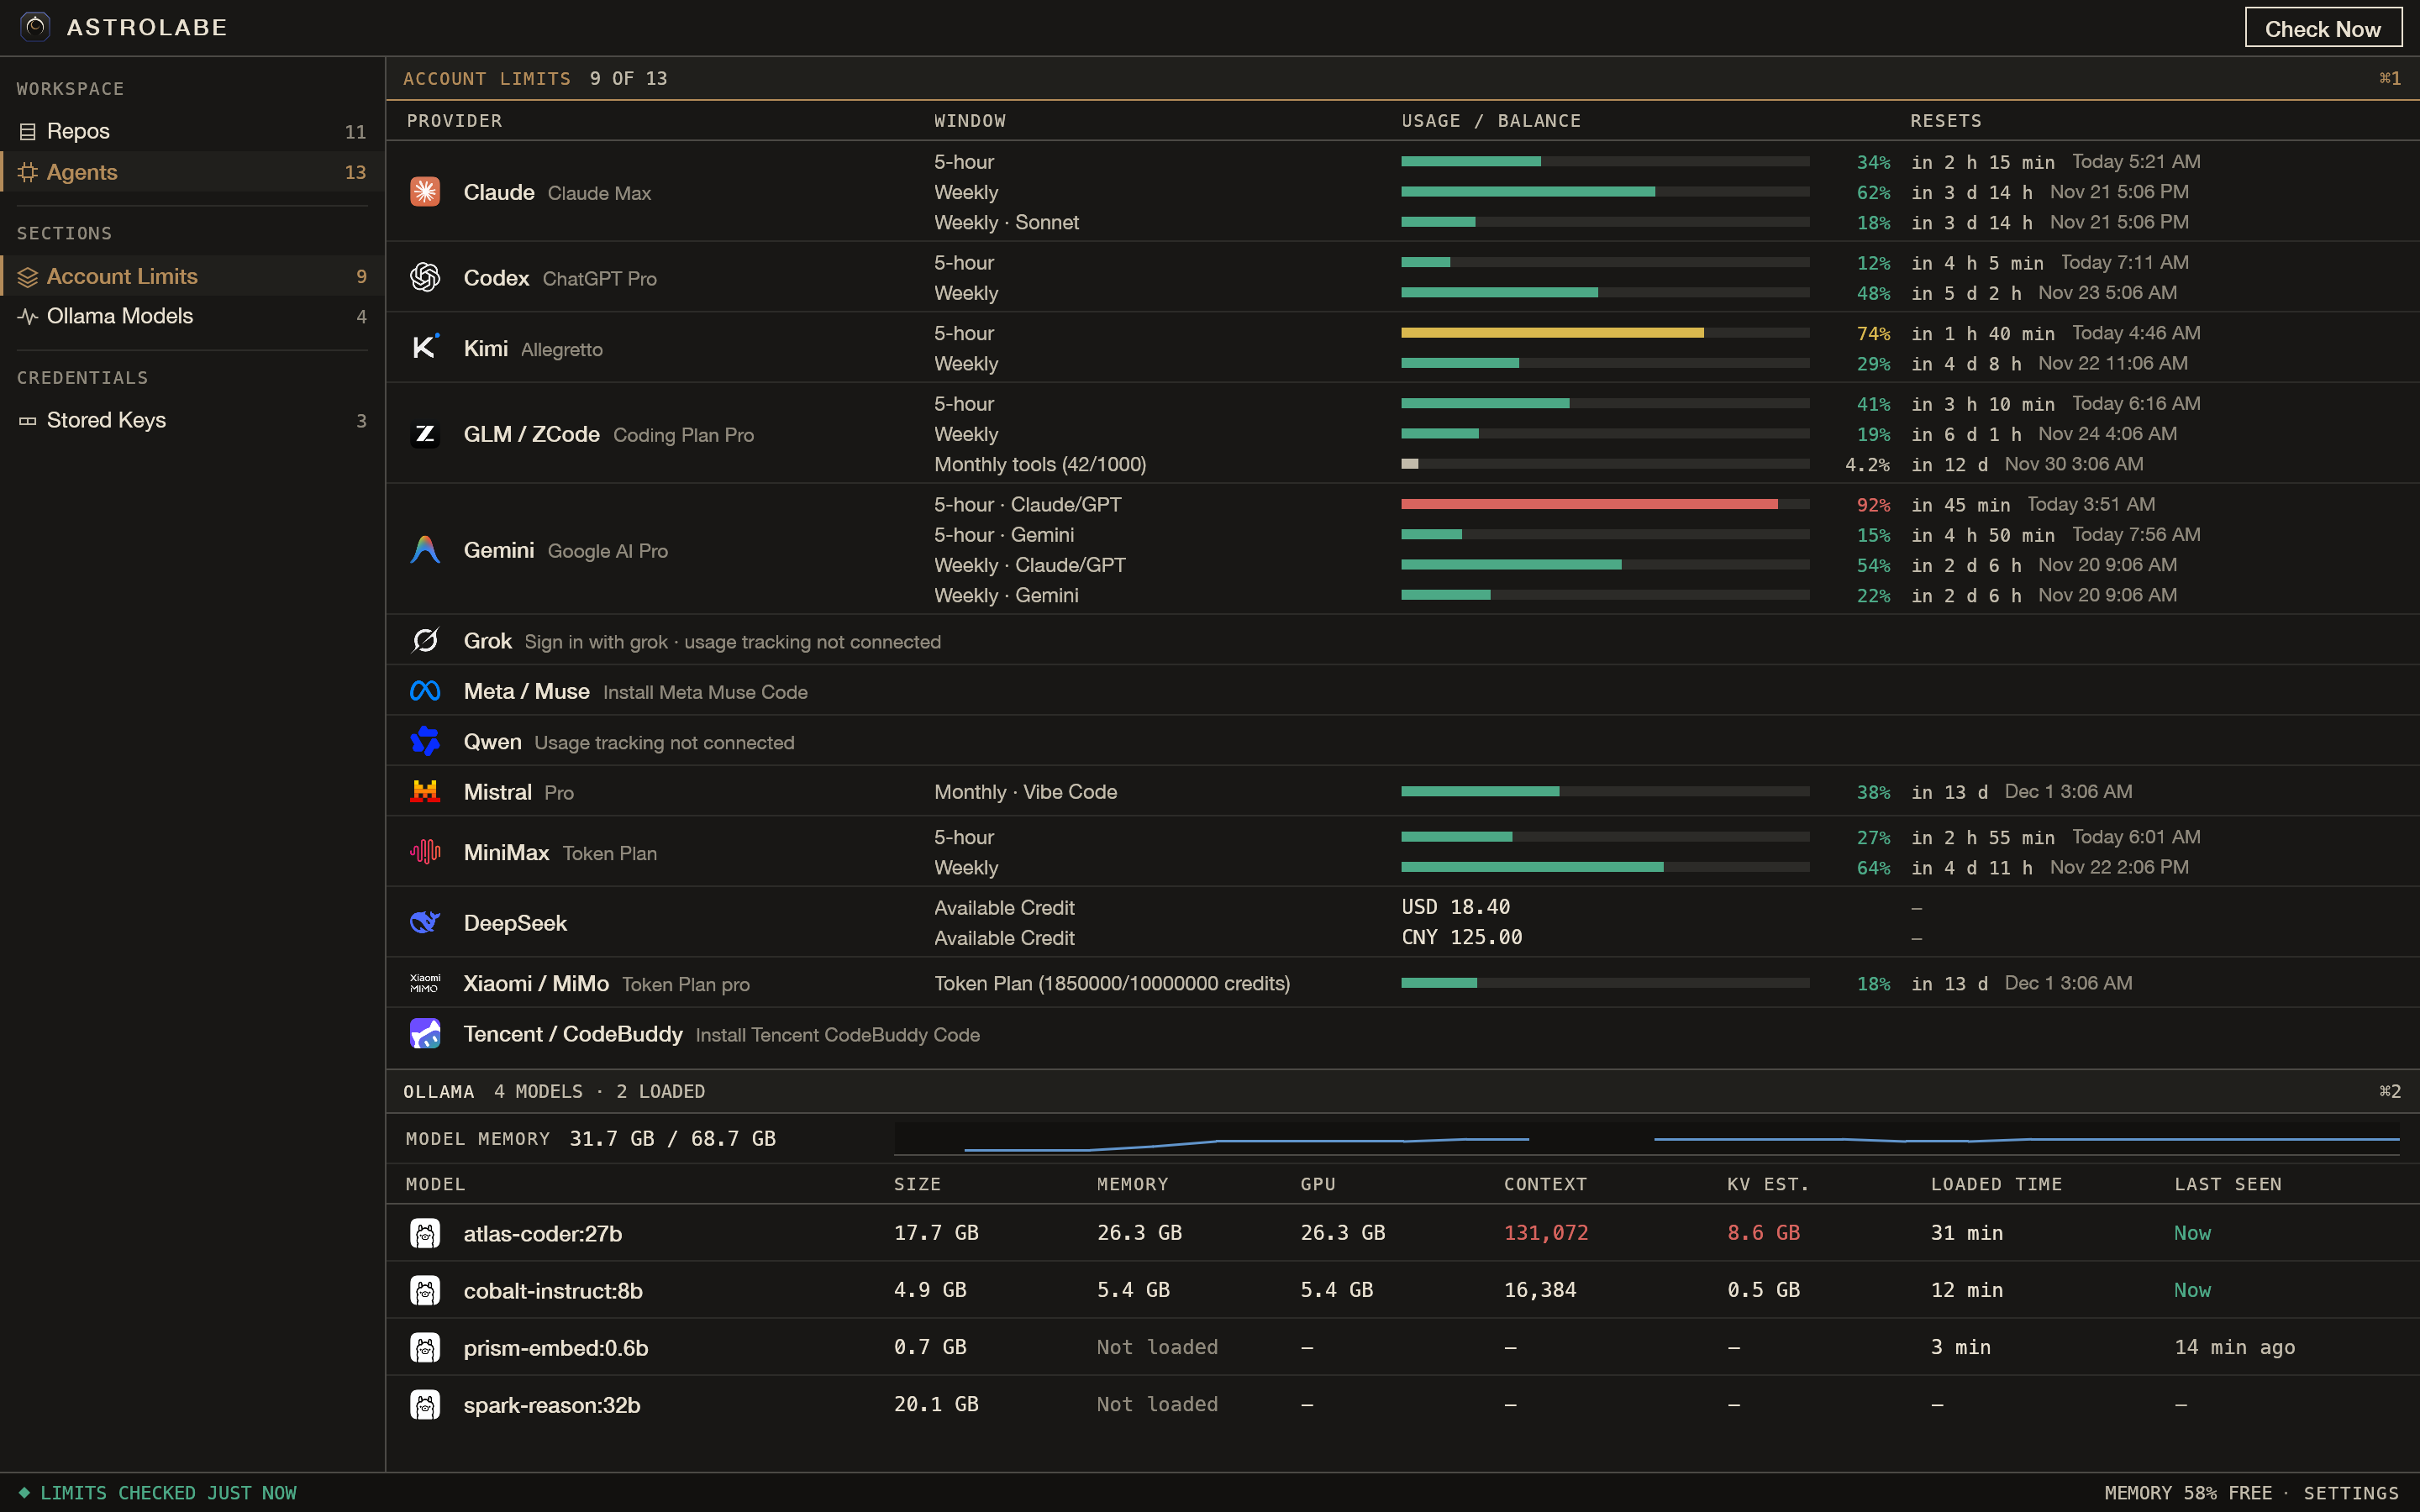 ASTROLABE
Check Now
WORKSPACE
Repos 11
Agents 13
SECTIONS
Account Limits 9
Ollama Models 4
CREDENTIALS
Stored Keys 3
ACCOUNT LIMITS 9 OF 13 ⌘1
PROVIDER WINDOW USAGE / BALANCE RESETS
Claude Claude Max
5-hour 34% in 2 h 15 min Today 5:21 AM
Weekly 62% in 3 d 14 h Nov 21 5:06 PM
Weekly · Sonnet 18% in 3 d 14 h Nov 21 5:06 PM
Codex ChatGPT Pro
5-hour 12% in 4 h 5 min Today 7:11 AM
Weekly 48% in 5 d 2 h Nov 23 5:06 AM
Kimi Allegretto
5-hour 74% in 1 h 40 min Today 4:46 AM
Weekly 29% in 4 d 8 h Nov 22 11:06 AM
GLM / ZCode Coding Plan Pro
5-hour 41% in 3 h 10 min Today 6:16 AM
Weekly 19% in 6 d 1 h Nov 24 4:06 AM
Monthly tools (42/1000) 4.2% in 12 d Nov 30 3:06 AM
Gemini Google AI Pro
5-hour · Claude/GPT 92% in 45 min Today 3:51 AM
5-hour · Gemini 15% in 4 h 50 min Today 7:56 AM
Weekly · Claude/GPT 54% in 2 d 6 h Nov 20 9:06 AM
Weekly · Gemini 22% in 2 d 6 h Nov 20 9:06 AM
Grok Sign in with grok · usage tracking not connected
Meta / Muse Install Meta Muse Code
Qwen Usage tracking not connected
Mistral Pro Monthly · Vibe Code 38% in 13 d Dec 1 3:06 AM
MiniMax Token Plan
5-hour 27% in 2 h 55 min Today 6:01 AM
Weekly 64% in 4 d 11 h Nov 22 2:06 PM
DeepSeek
Available Credit USD 18.40 –
Available Credit CNY 125.00 –
Xiaomi MIMO
Xiaomi / MiMo Token Plan pro Token Plan (1850000/10000000 credits) 18% in 13 d Dec 1 3:06 AM
Tencent / CodeBuddy Install Tencent CodeBuddy Code
OLLAMA 4 MODELS · 2 LOADED ⌘2
MODEL MEMORY 31.7 GB / 68.7 GB
MODEL SIZE MEMORY GPU CONTEXT KV EST. LOADED TIME LAST SEEN
atlas-coder:27b 17.7 GB 26.3 GB 26.3 GB 131,072 8.6 GB 31 min Now
cobalt-instruct:8b 4.9 GB 5.4 GB 5.4 GB 16,384 0.5 GB 12 min Now
prism-embed:0.6b 0.7 GB Not loaded – – – 3 min 14 min ago
spark-reason:32b 20.1 GB Not loaded – – – – –
LIMITS CHECKED JUST NOW
MEMORY 58% FREE · SETTINGS